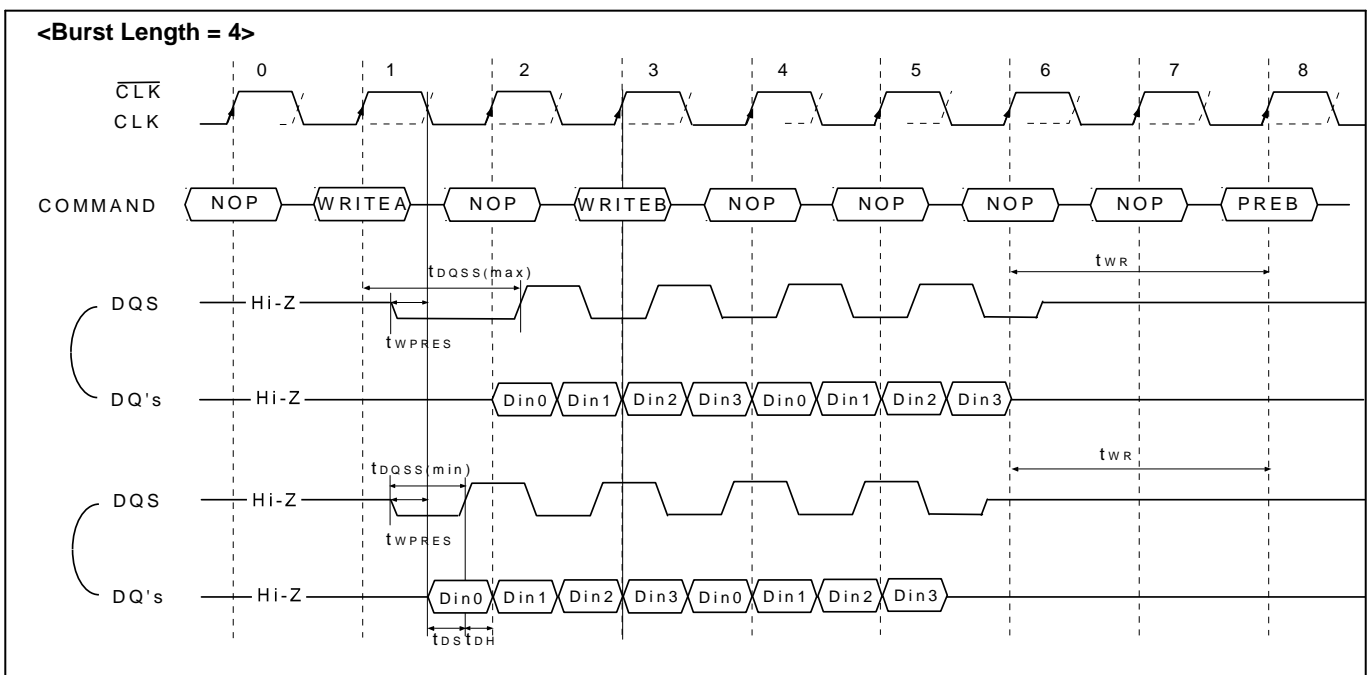 <Burst Length = 4>
0 1 2 3 4 5 6 7 8
CLK
CLK
COMMAND NOP WRITEA NOP WRITEB NOP NOP NOP NOP PREB
tDQSS(max) tWR
DQS Hi-Z
tWPRES
DQ's Hi-Z Din0 Din1 Din2 Din3 Din0 Din1 Din2 Din3
tDQSS(min) tWR
DQS Hi-Z
tWPRES
DQ's Hi-Z Din0 Din1 Din2 Din3 Din0 Din1 Din2 Din3
tDS tDH